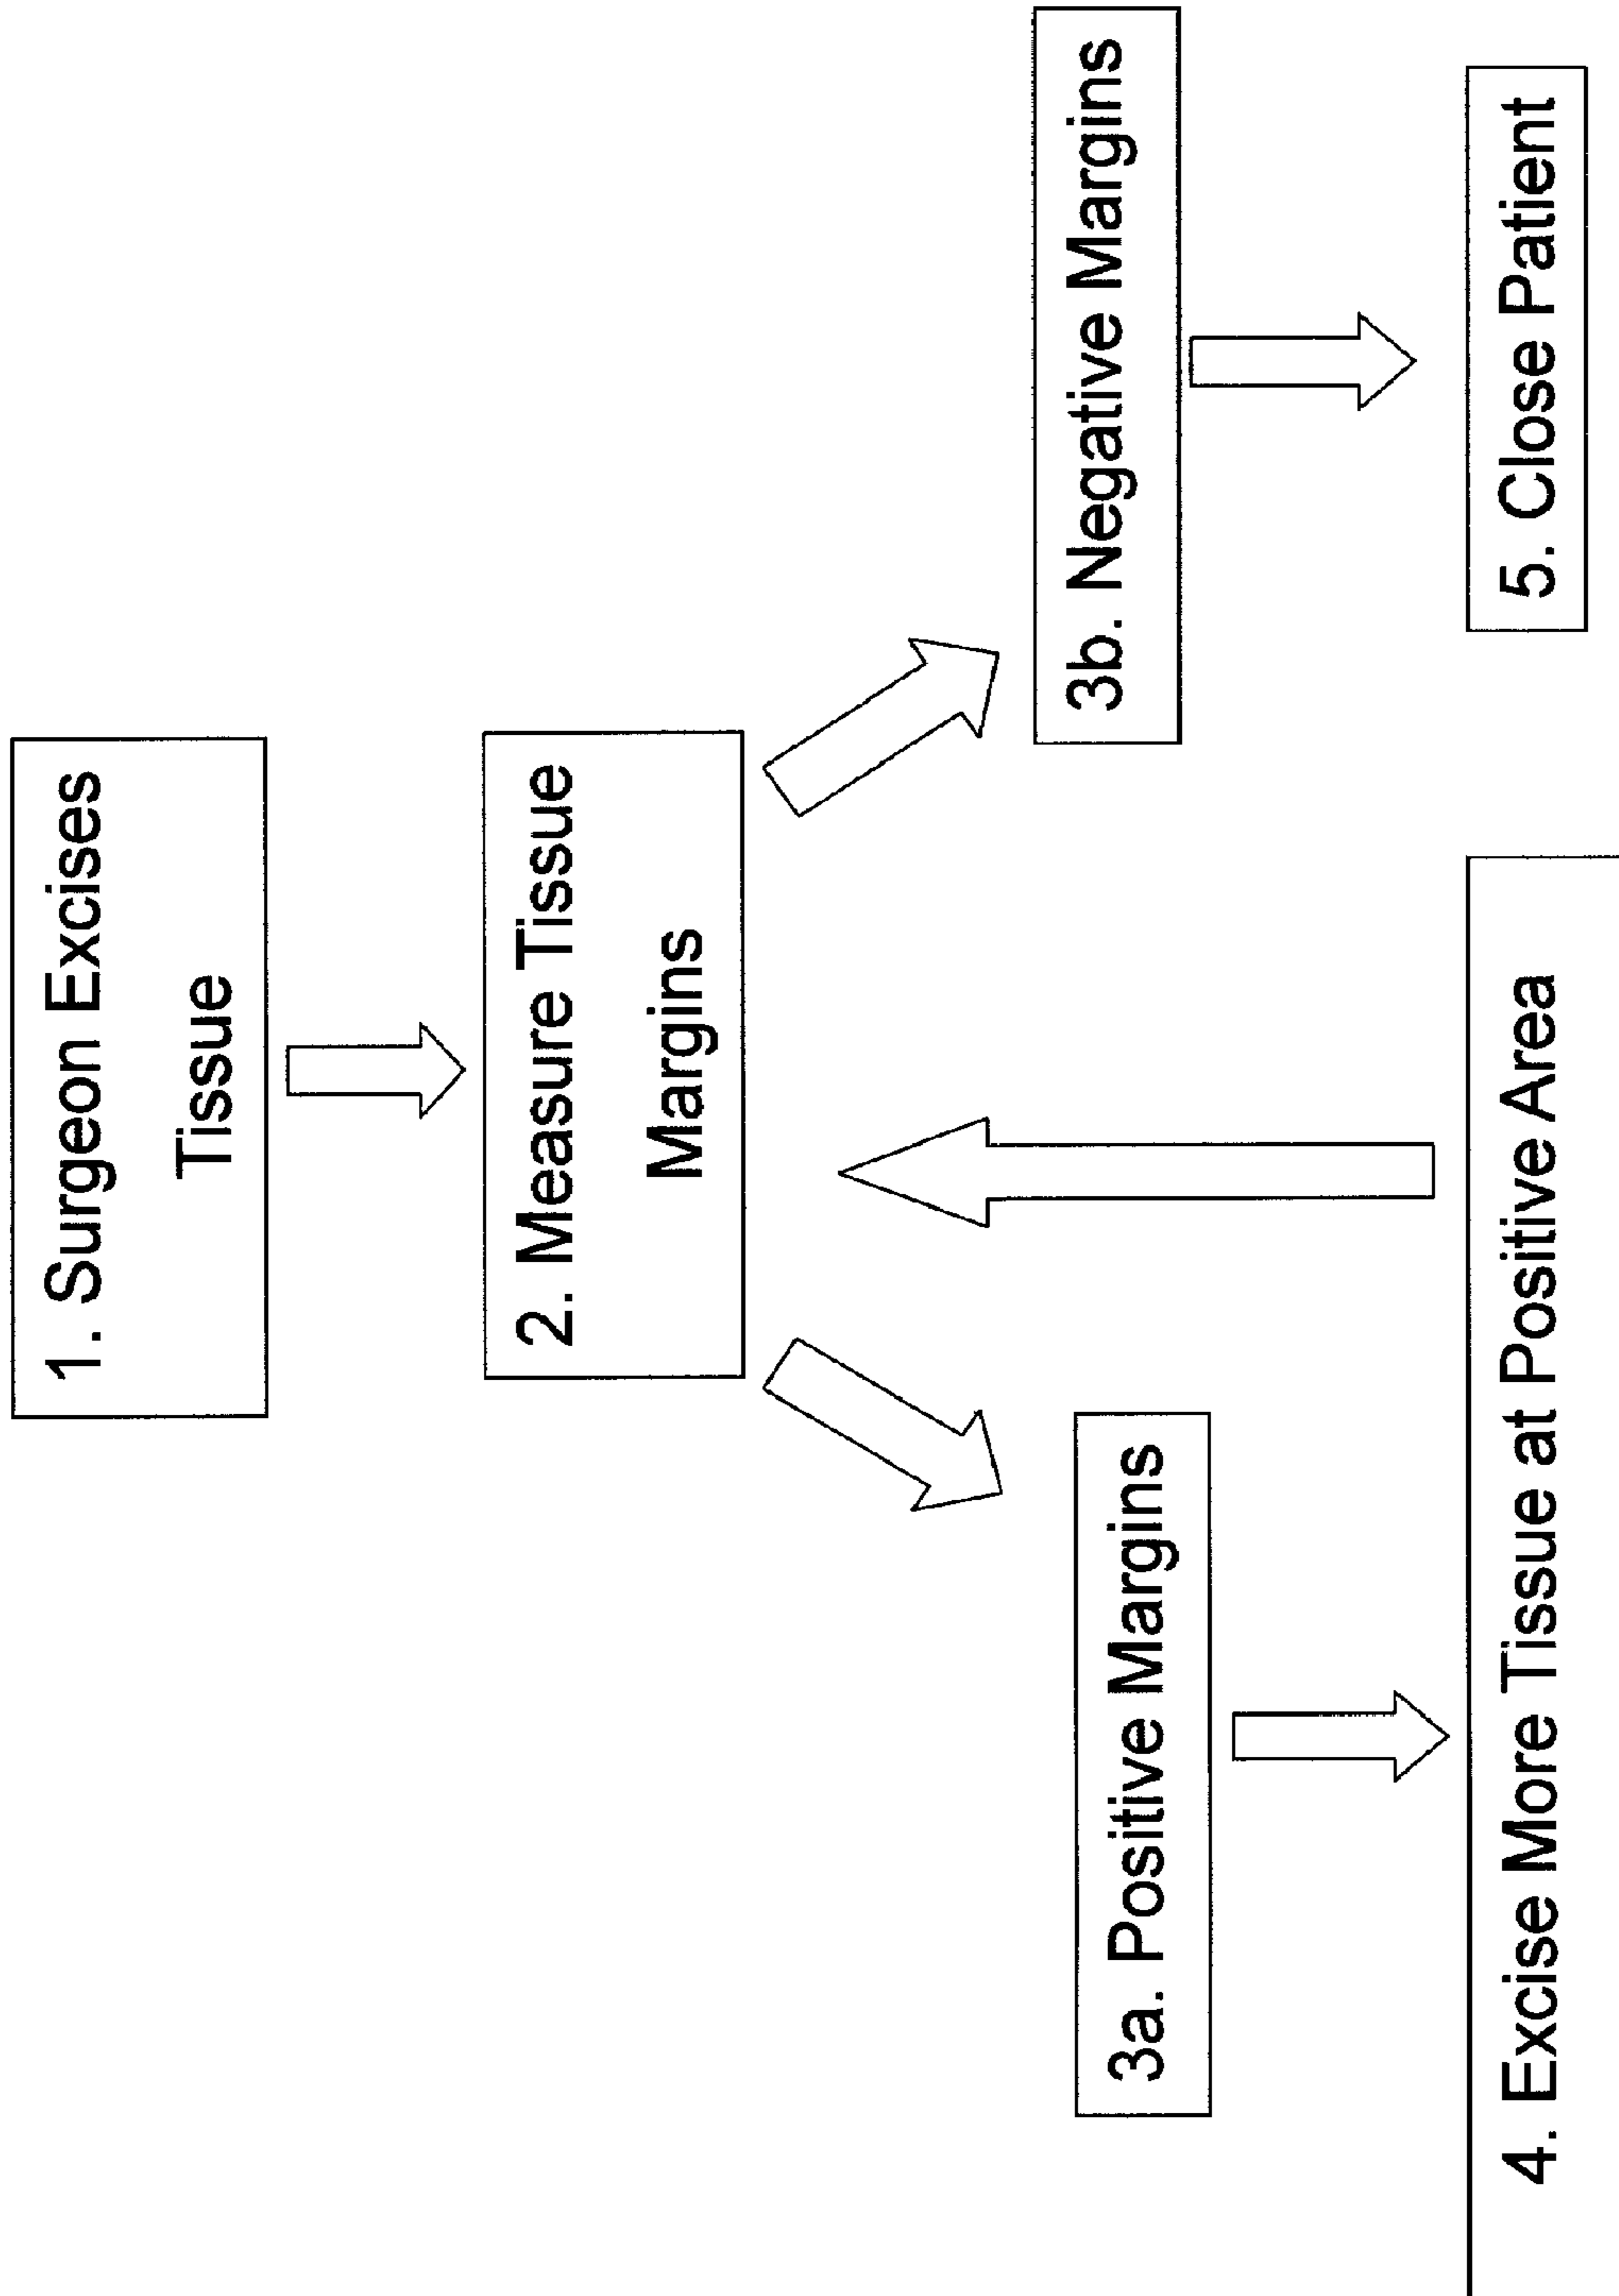 1. Surgeon Excises
Tissue
2. Measure Tissue
Margins
3a. Positive Margins
3b. Negative Margins
4. Excise More Tissue at Positive Area
5. Close Patient